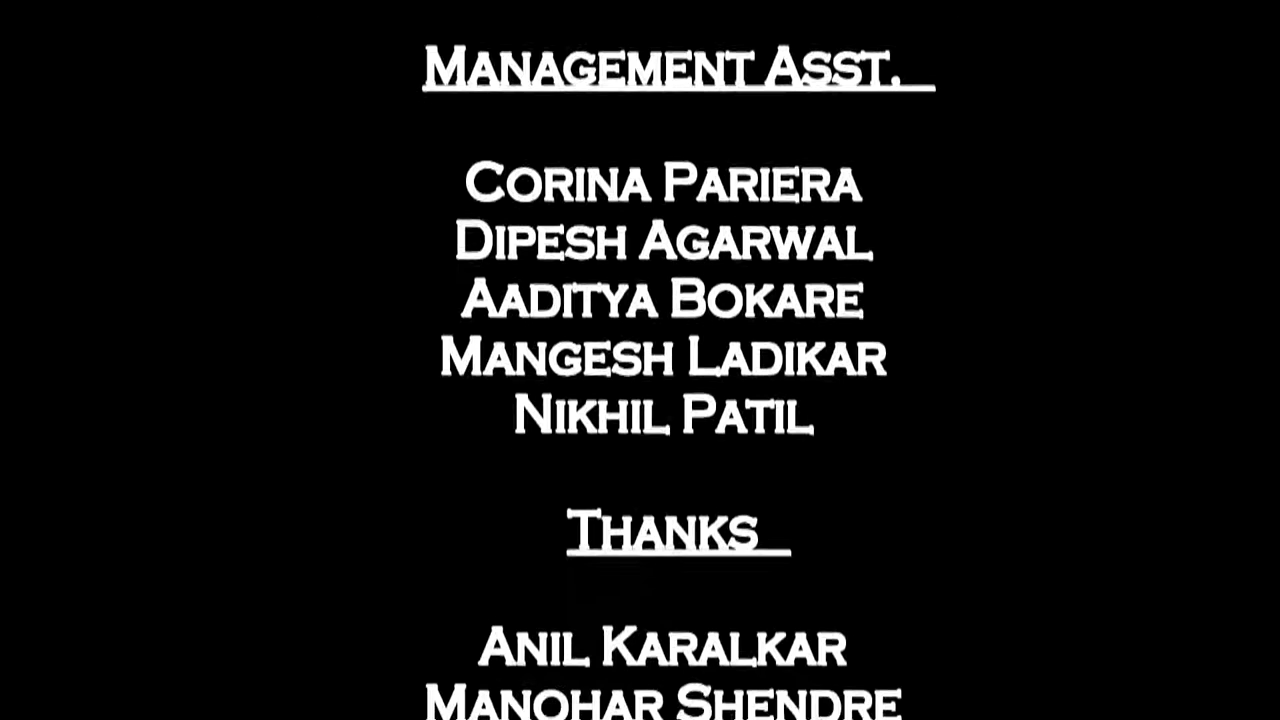 MANAGEMENT ASST.
CORINA PARIERA
DIPESH AGARWAL
AADITYA BOKARE
MANGESH LADIKAR
NIKHIL PATIL
THANKS
ANIL KARALKAR
MANOHAR SHENDRE